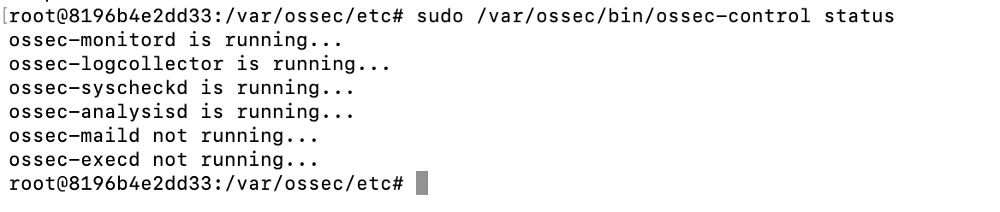 [root@8196b4e2dd33:/var/ossec/etc# sudo /var/ossec/bin/ossec-control status
ossec-monitord is running...
ossec-logcollector is running...
ossec-syscheckd is running...
ossec-analysisd is running...
ossec-maild not running...
ossec-execd not running...
root@8196b4e2dd33:/var/ossec/etc#